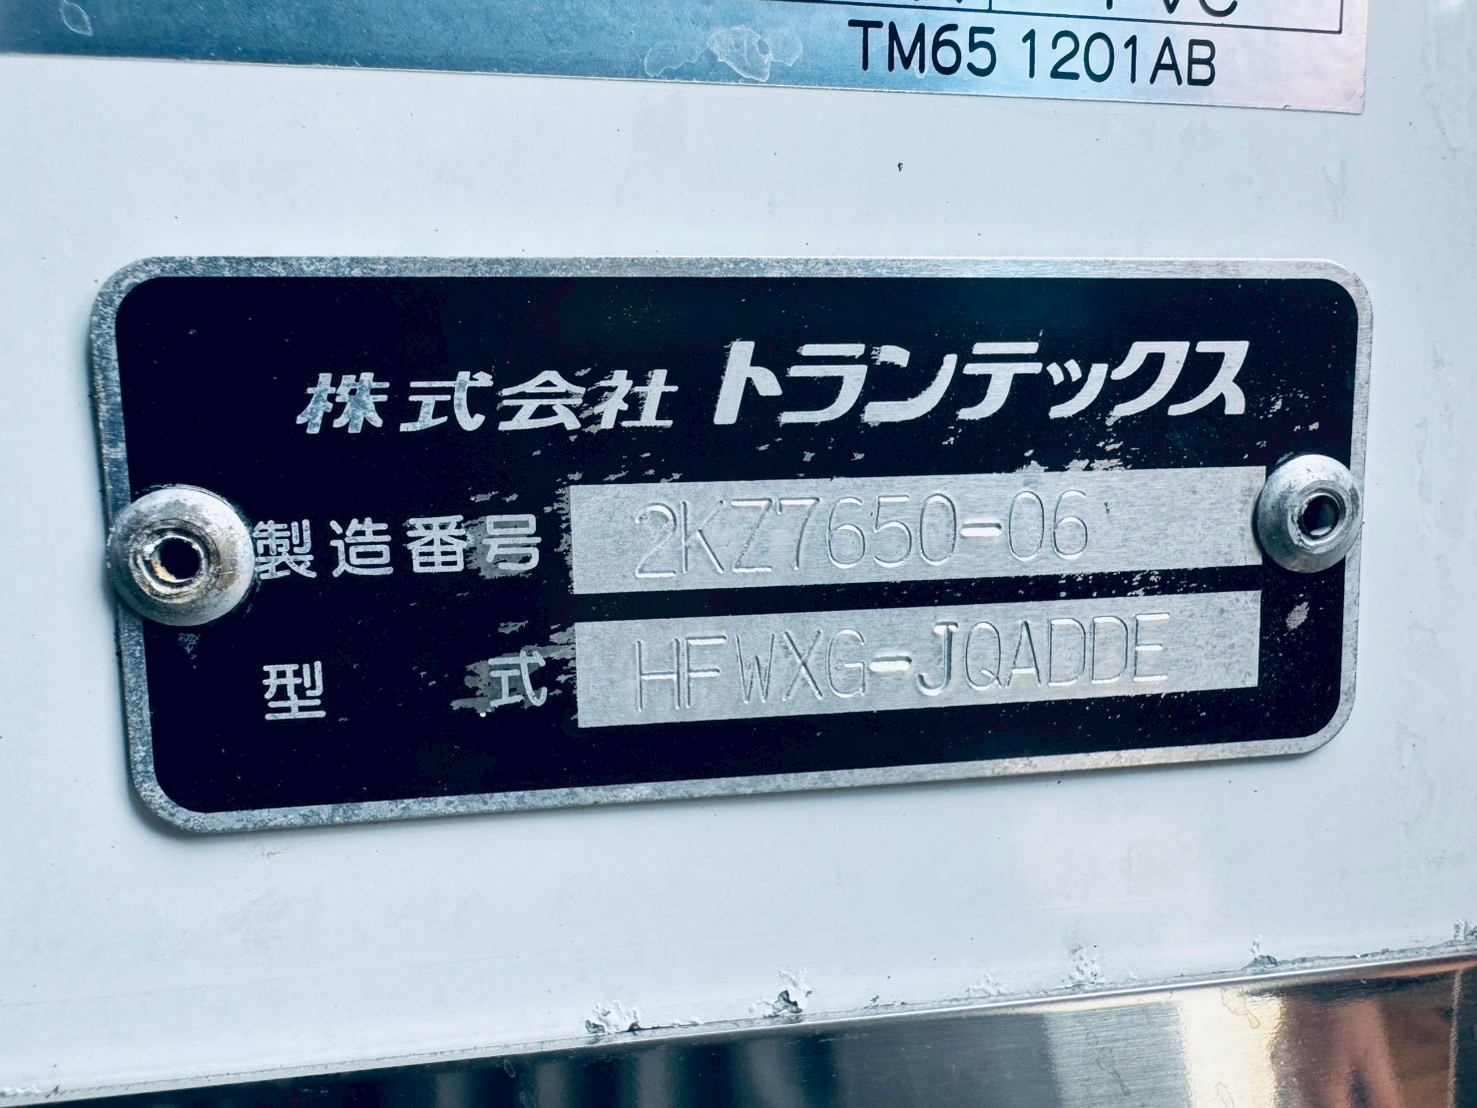 PVC
TM65 1201AB
株式会社 トランテックス
製造番号 2KZ7650-06
型式 HFWXG-JQADDE